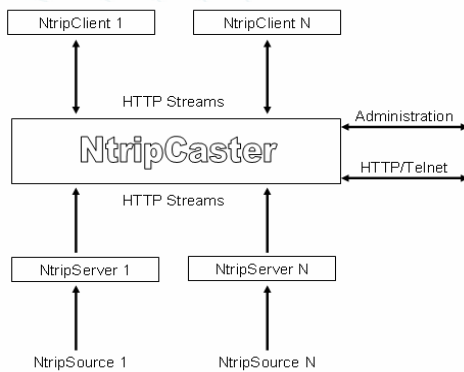 NtripClient 1
NtripClient N
HTTP Streams
Administration
NtripCaster
HTTP/Telnet
HTTP Streams
NtripServer 1
NtripServer N
NtripSource 1
NtripSource N